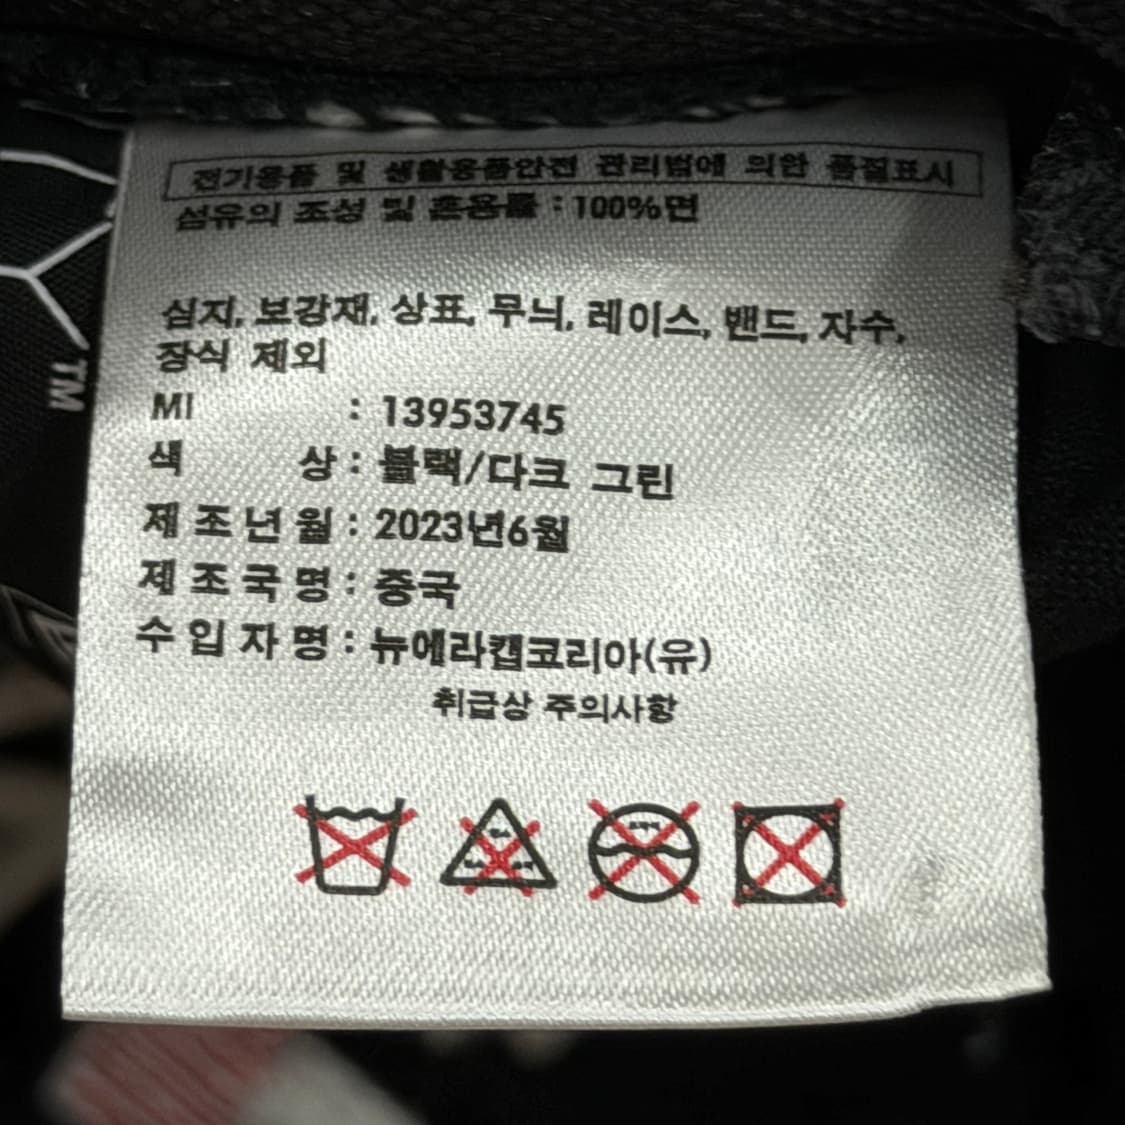 전기용품 및 생활용품안전 관리법에 의한 품질표시
섬유의 조성 및 혼용률 : 100%면
심지, 보강재, 상표, 무늬, 레이스, 밴드, 자수,
장식 제외
MI : 13953745
색 상 : 블랙/다크 그린
제 조 년 월 : 2023년6월
제 조 국 명 : 중국
수 입 자 명 : 뉴에라캡코리아(유)
취급상 주의사항
TM